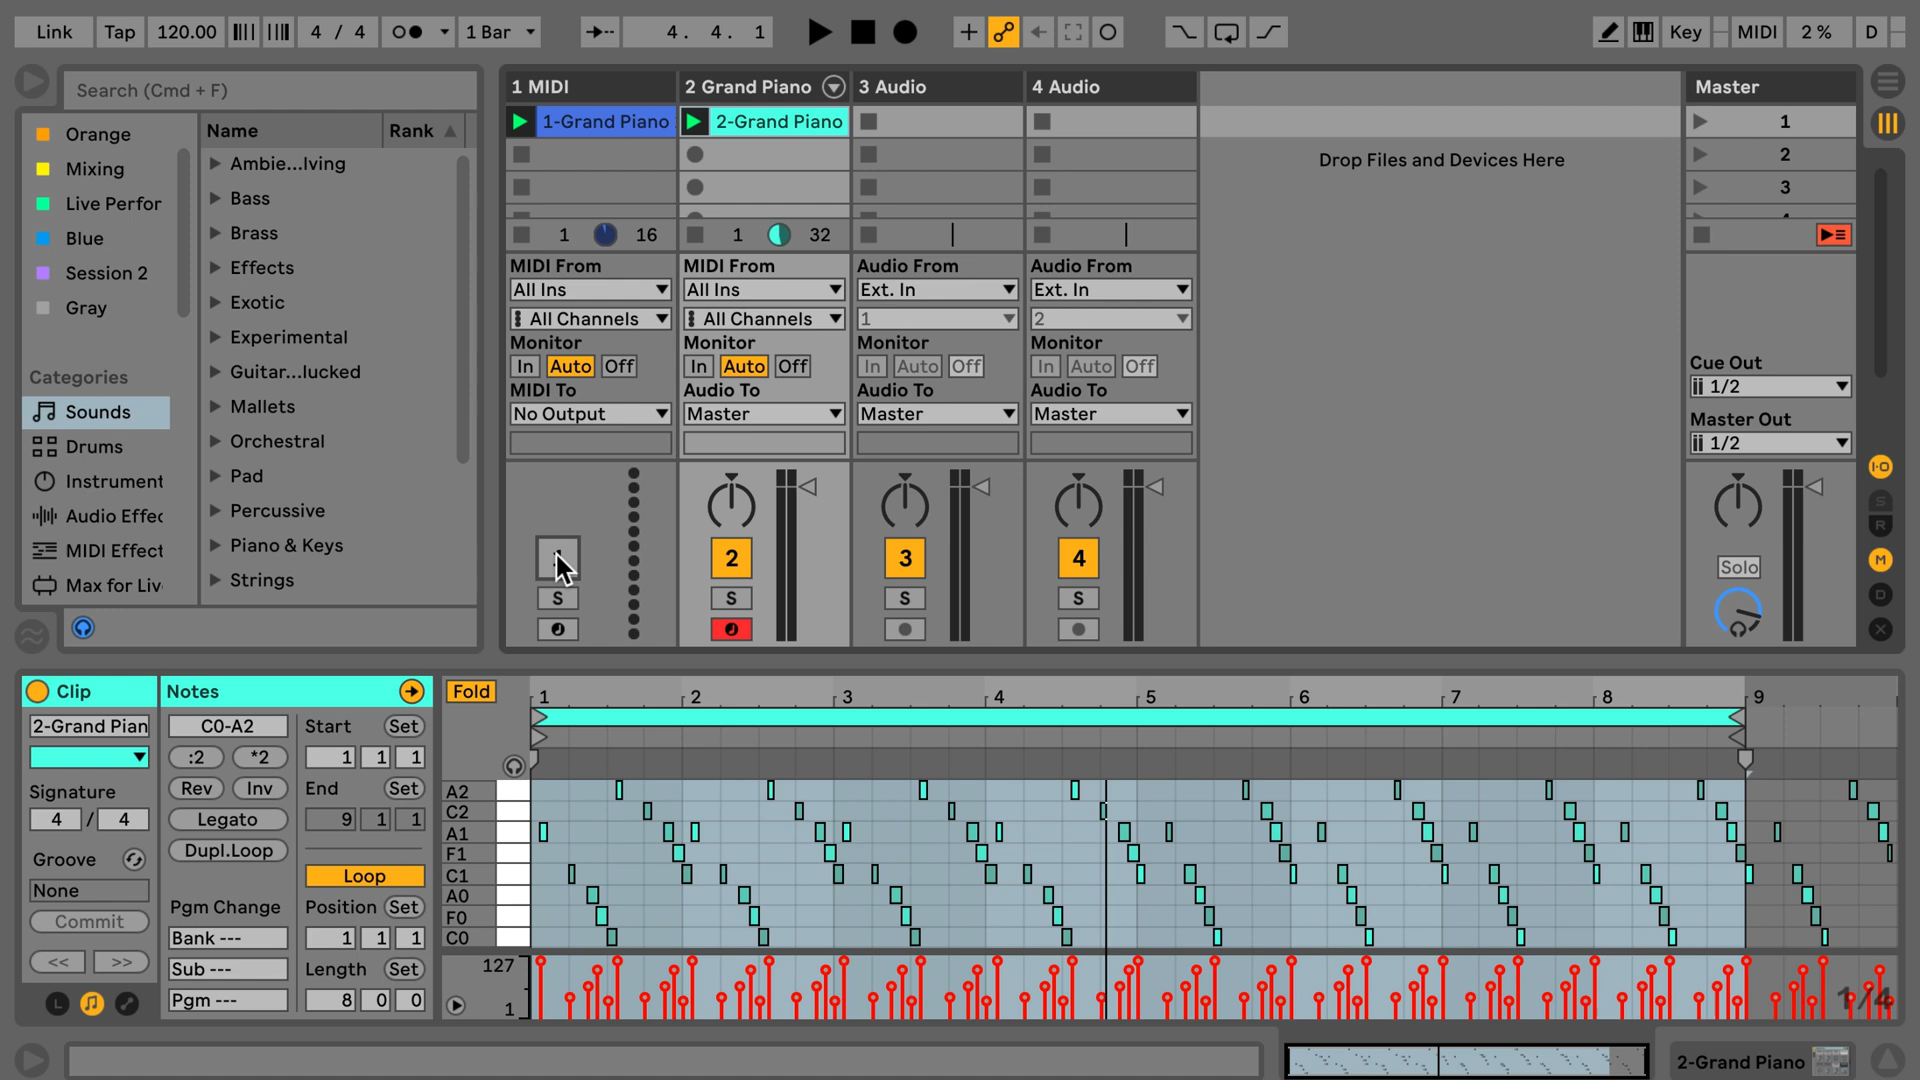 Link Tap 120.00 4 / 4 1 Bar 4. 4. 1 Key MIDI 2 % D
Search (Cmd + F)
Orange
Mixing
Live Perfor
Blue
Session 2
Gray
Categories
Sounds
Drums
Instrument
Audio Effec
MIDI Effect
Max for Liv
Name Rank
Ambie...lving
Bass
Brass
Effects
Exotic
Experimental
Guitar...lucked
Mallets
Orchestral
Pad
Percussive
Piano & Keys
Strings
1 MIDI 2 Grand Piano 3 Audio 4 Audio Master
1-Grand Piano 2-Grand Piano 1
Drop Files and Devices Here 2
3
1 16 1 32
MIDI From MIDI From Audio From Audio From
All Ins All Ins Ext. In Ext. In
All Channels All Channels 1 2
Monitor Monitor Monitor Monitor
In Auto Off In Auto Off In Auto Off In Auto Off
Cue Out
1/2
MIDI To Audio To Audio To Audio To
No Output Master Master Master
Master Out
1/2
2 3 4
Solo
S S S S
I·O
S
R
M
D
X
Clip
2-Grand Pian
Signature
4 / 4
Groove
None
Commit
<< >>
L
Notes
C0-A2
:2 *2
Rev Inv
Legato
Dupl.Loop
Pgm Change
Bank ---
Sub ---
Pgm ---
Start Set
1 1 1
End Set
9 1 1
Loop
Position Set
1 1 1
Length Set
8 0 0
Fold 1 2 3 4 5 6 7 8 9
A2
C2
A1
F1
C1
A0
F0
C0
127
1
1/4
2-Grand Piano